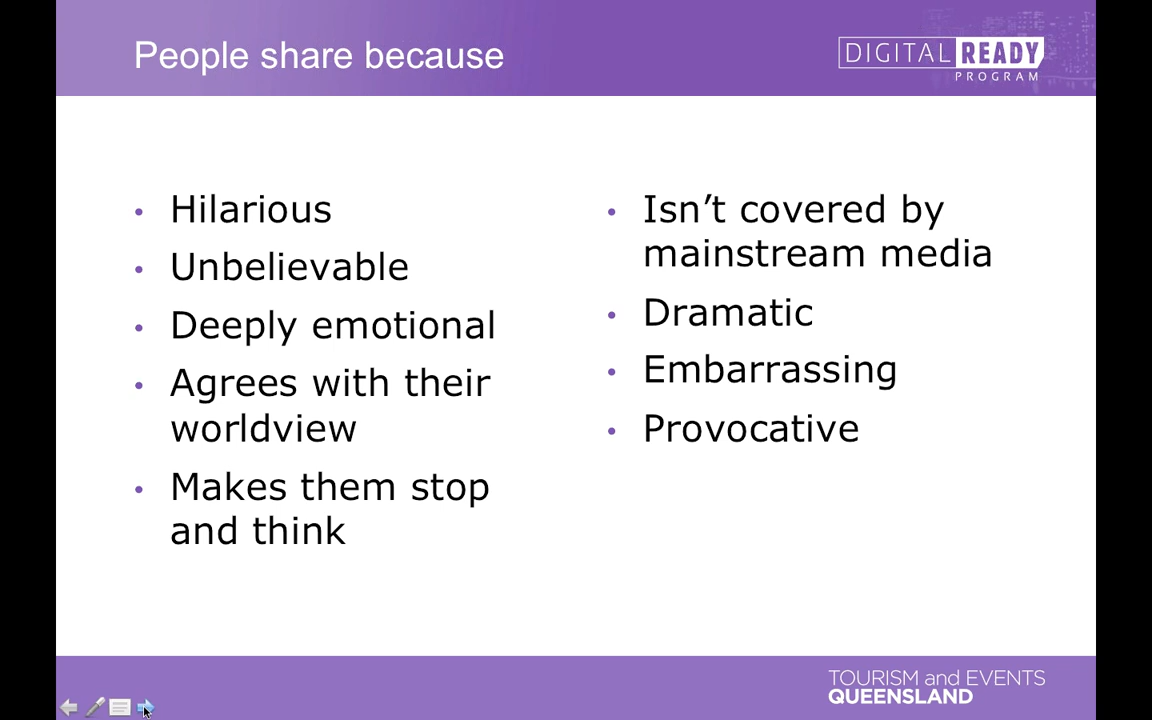 People share because
DIGITAL READY
PROGRAM
• Hilarious
• Unbelievable
• Deeply emotional
• Agrees with their
worldview
• Makes them stop
and think
• Isn’t covered by
mainstream media
• Dramatic
• Embarrassing
• Provocative
TOURISM and EVENTS
QUEENSLAND